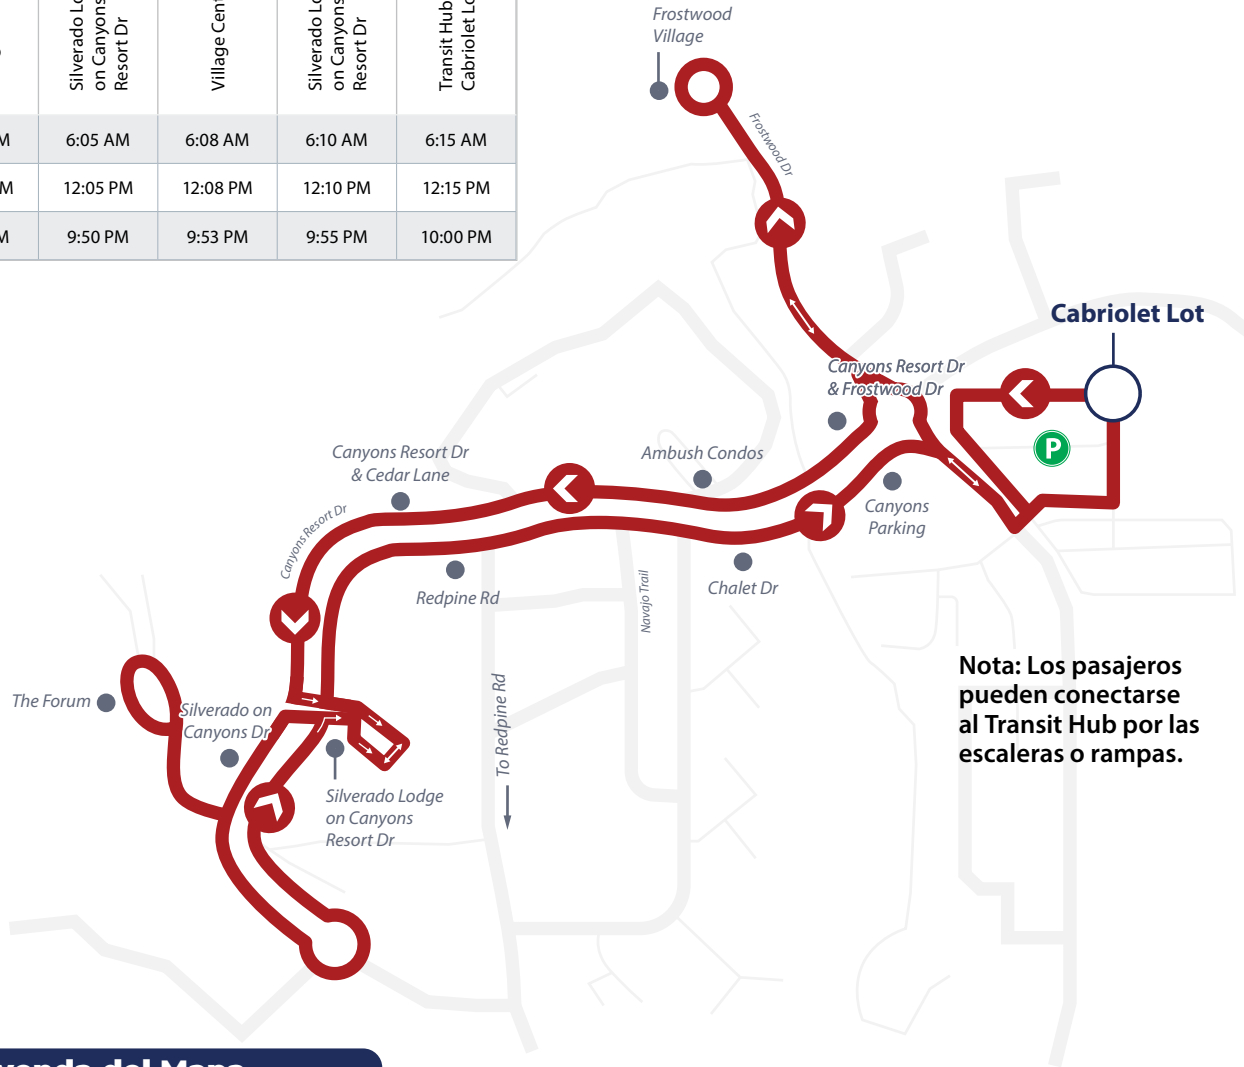 Silverado Lo
on Canyons
Resort Dr
Village Cent
Silverado Lo
on Canyons
Resort Dr
Transit Hub
Cabriolet Lo
M 6:05 AM 6:08 AM 6:10 AM 6:15 AM
M 12:05 PM 12:08 PM 12:10 PM 12:15 PM
M 9:50 PM 9:53 PM 9:55 PM 10:00 PM
Frostwood
Village
Frostwood Dr
Cabriolet Lot
Canyons Resort Dr
& Frostwood Dr
P
Canyons Resort Dr
& Cedar Lane
Ambush Condos
Canyons
Parking
Canyons Resort Dr
Redpine Rd
Navajo Trail
Chalet Dr
Nota: Los pasajeros
pueden conectarse
al Transit Hub por las
escaleras o rampas.
The Forum
Silverado on
Canyons Dr
To Redpine Rd
Silverado Lodge
on Canyons
Resort Dr
yenda del Mapa